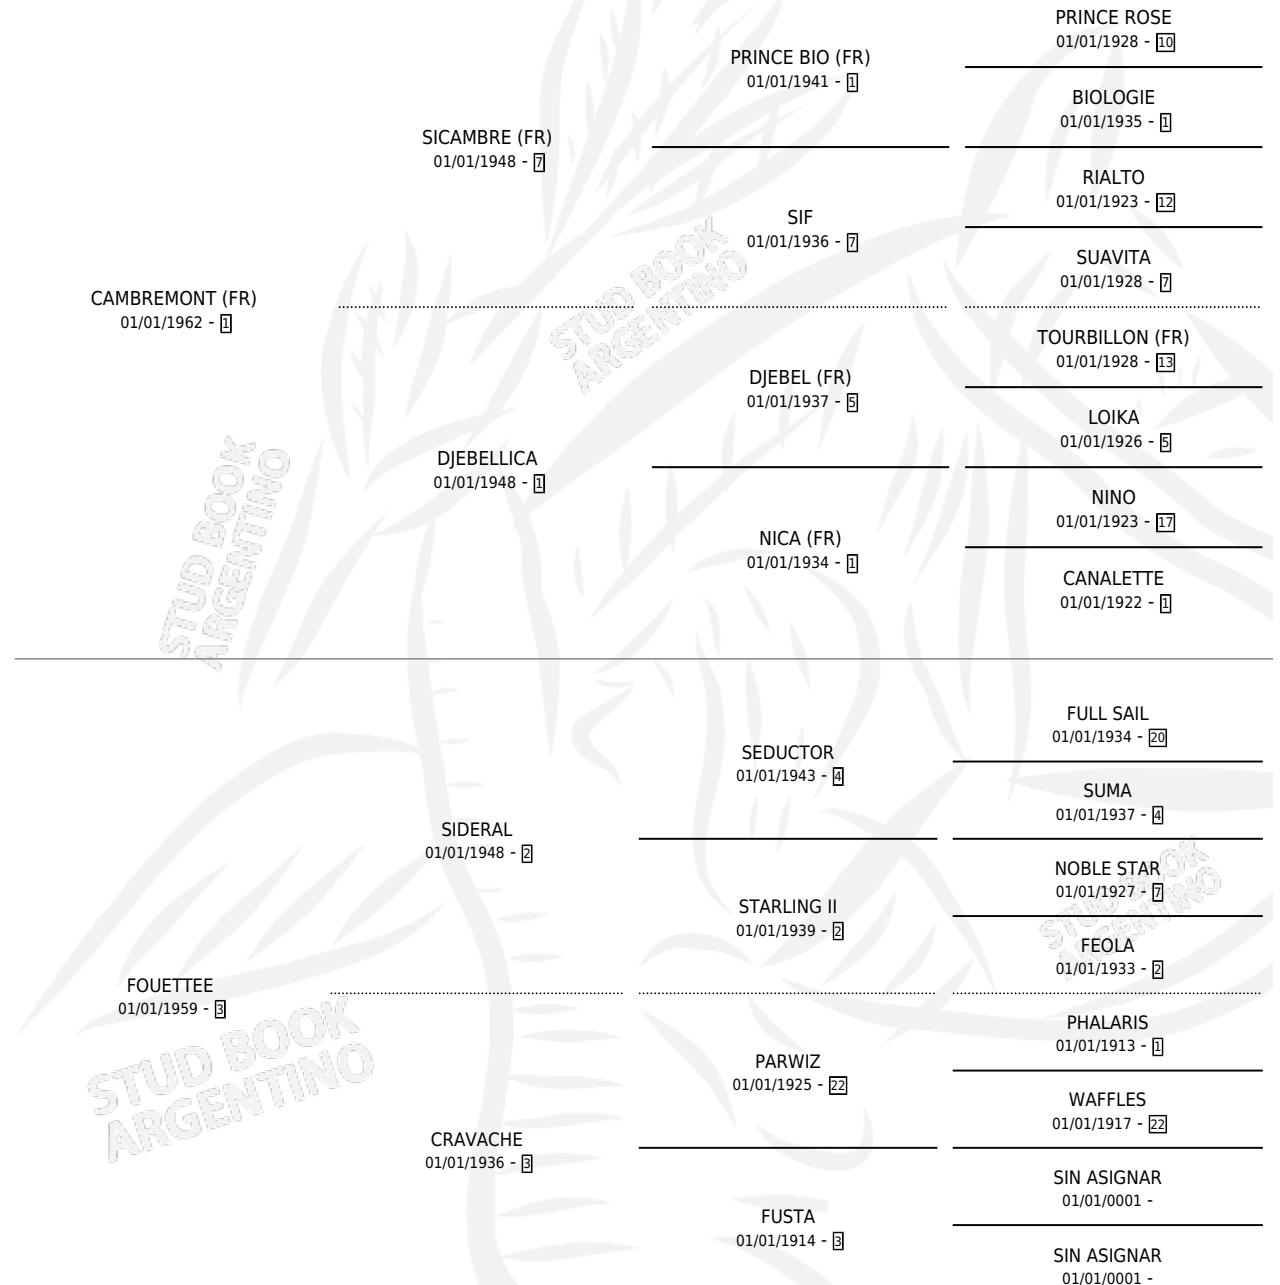 PRINCE ROSE
01/01/1928 - 10
PRINCE BIO (FR)
01/01/1941 - 1
BIOLOGIE
01/01/1935 - 1
SICAMBRE (FR)
01/01/1948 - 7
RIALTO
01/01/1923 - 12
SIF
01/01/1936 - 7
SUAVITA
01/01/1928 - 7
CAMBREMONT (FR)
01/01/1962 - 1
TOURBILLON (FR)
01/01/1928 - 13
DJEBEL (FR)
01/01/1937 - 5
LOIKA
01/01/1926 - 5
DJEBELLICA
01/01/1948 - 1
NINO
01/01/1923 - 17
NICA (FR)
01/01/1934 - 1
CANALETTE
01/01/1922 - 1
FULL SAIL
01/01/1934 - 20
SEDUCTOR
01/01/1943 - 4
SUMA
01/01/1937 - 4
SIDERAL
01/01/1948 - 2
NOBLE STAR
01/01/1927 - 7
STARLING II
01/01/1939 - 2
FEOLA
01/01/1933 - 2
FOUETTEE
01/01/1959 - 3
PHALARIS
01/01/1913 - 1
PARWIZ
01/01/1925 - 22
WAFFLES
01/01/1917 - 22
CRAVACHE
01/01/1936 - 3
SIN ASIGNAR
01/01/0001 -
FUSTA
01/01/1914 - 3
SIN ASIGNAR
01/01/0001 -
STUD BOOK
ARGENTINO
STUD BOOK
ARGENTINO
STUD BOOK
ARGENTINO
STUD BOOK
ARGENTINO